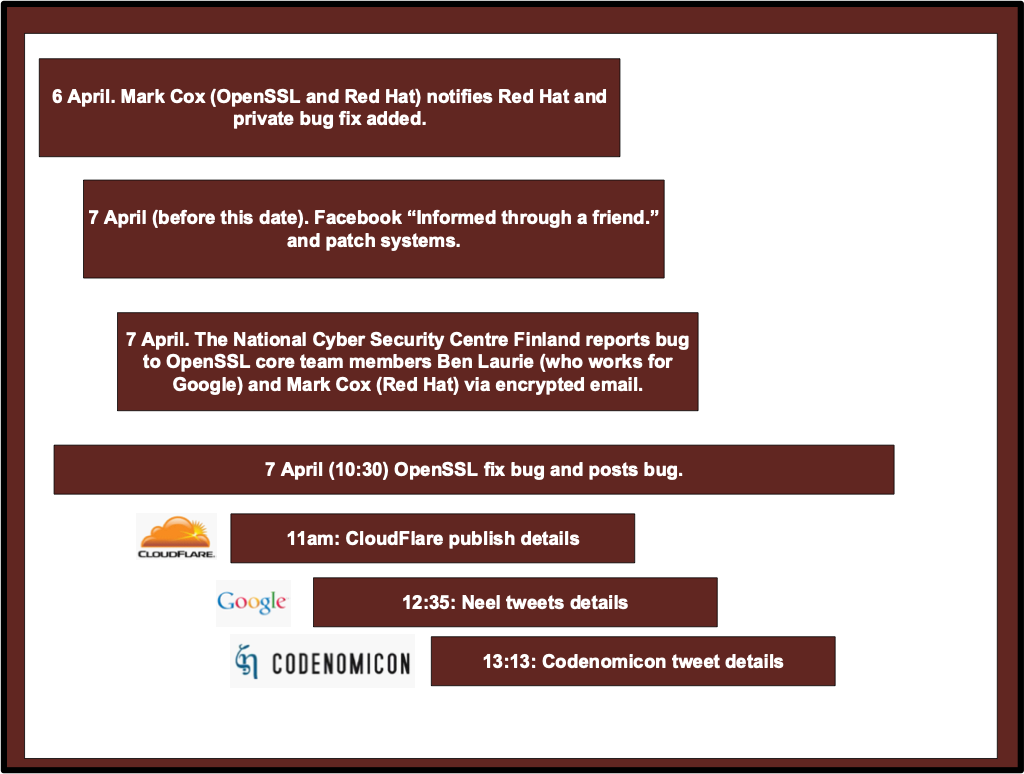 6 April. Mark Cox (OpenSSL and Red Hat) notifies Red Hat and
private bug fix added.
7 April (before this date). Facebook “Informed through a friend.”
and patch systems.
7 April. The National Cyber Security Centre Finland reports bug
to OpenSSL core team members Ben Laurie (who works for
Google) and Mark Cox (Red Hat) via encrypted email.
7 April (10:30) OpenSSL fix bug and posts bug.
CLOUDFLARE
11am: CloudFlare publish details
Google
12:35: Neel tweets details
CODENOMICON
13:13: Codenomicon tweet details